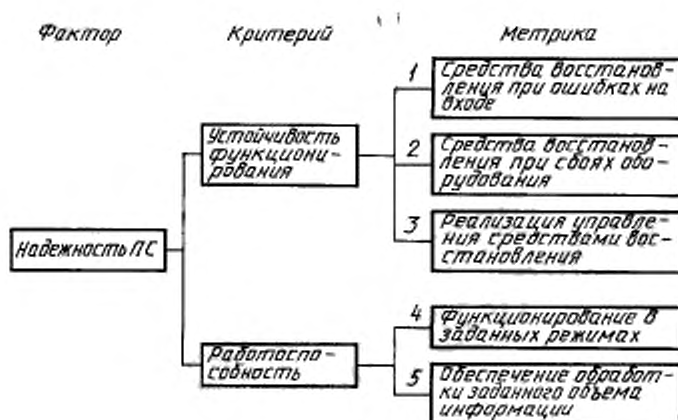 Фактор Критерий Метрика
1 Средства восстанов-
ления при ошибках на
входе
Устойчивость
функциони-
рования
2 Средства восстанов-
ления при сбоях обо-
рудования
3 Реализация управле-
ния средствами вос-
становления
Надежность ПС
4 Функционирование в
заданных режимах
Работоспо-
собность
5 Обеспечение обработ-
ки заданного объема
информации